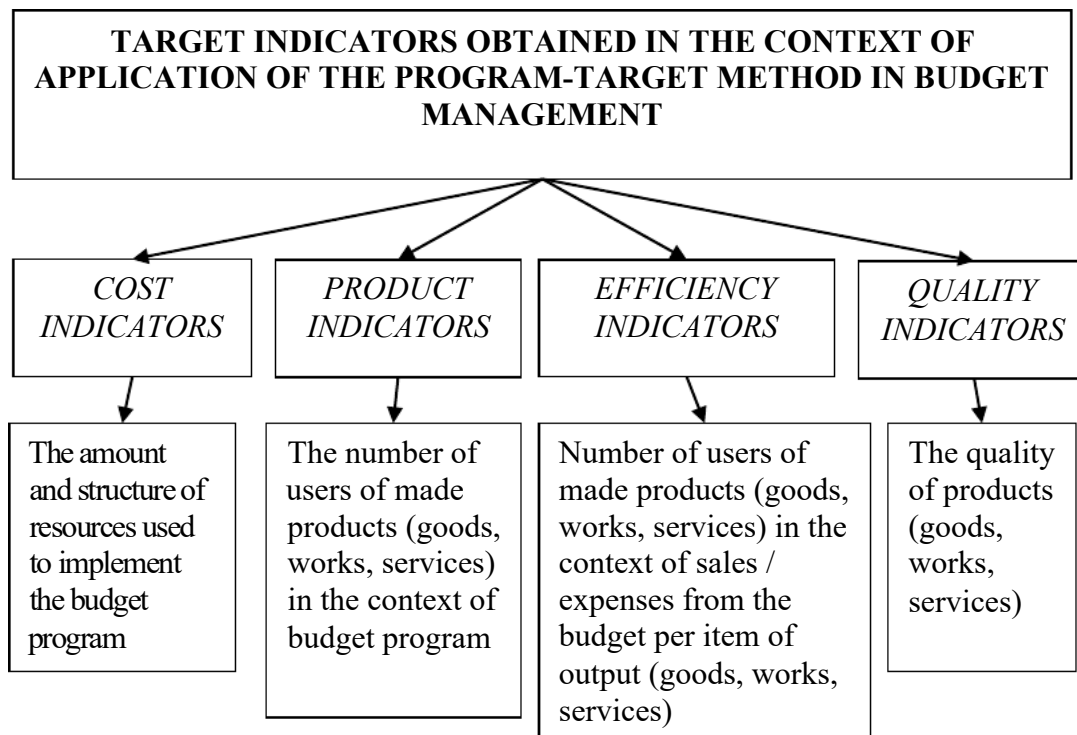 TARGET INDICATORS OBTAINED IN THE CONTEXT OF
APPLICATION OF THE PROGRAM-TARGET METHOD IN BUDGET
MANAGEMENT
COST
INDICATORS
PRODUCT
INDICATORS
EFFICIENCY
INDICATORS
QUALITY
INDICATORS
The amount
and structure of
resources used
to implement
the budget
program
The number of
users of made
products (goods,
works, services)
in the context of
budget program
Number of users of
made products (goods,
works, services) in the
context of sales /
expenses from the
budget per item of
output (goods, works,
services)
The quality
of products
(goods,
works,
services)